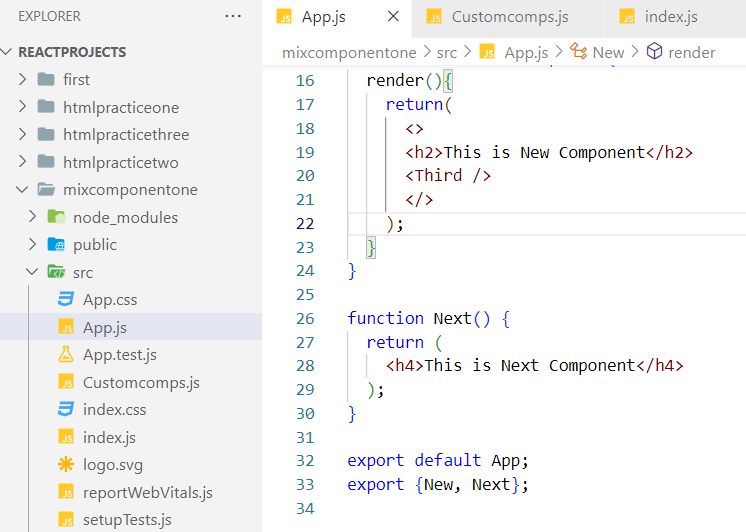 EXPLORER
REACTPROJECTS
first
htmlpracticeone
htmlpracticethree
htmlpracticetwo
mixcomponentone
node_modules
public
src
App.css
App.js
App.test.js
Customcomps.js
index.css
index.js
logo.svg
reportWebVitals.js
setupTests.js
App.js Customcomps.js index.js
mixcomponentone > src > App.js > New > render
16 render(){
17 return(
18 <>
19 <h2>This is New Component</h2>
20 <Third />
21 </>
22 );
23 }
24 }
25
26 function Next() {
27 return (
28 <h4>This is Next Component</h4>
29 );
30 }
31
32 export default App;
33 export {New, Next};
34